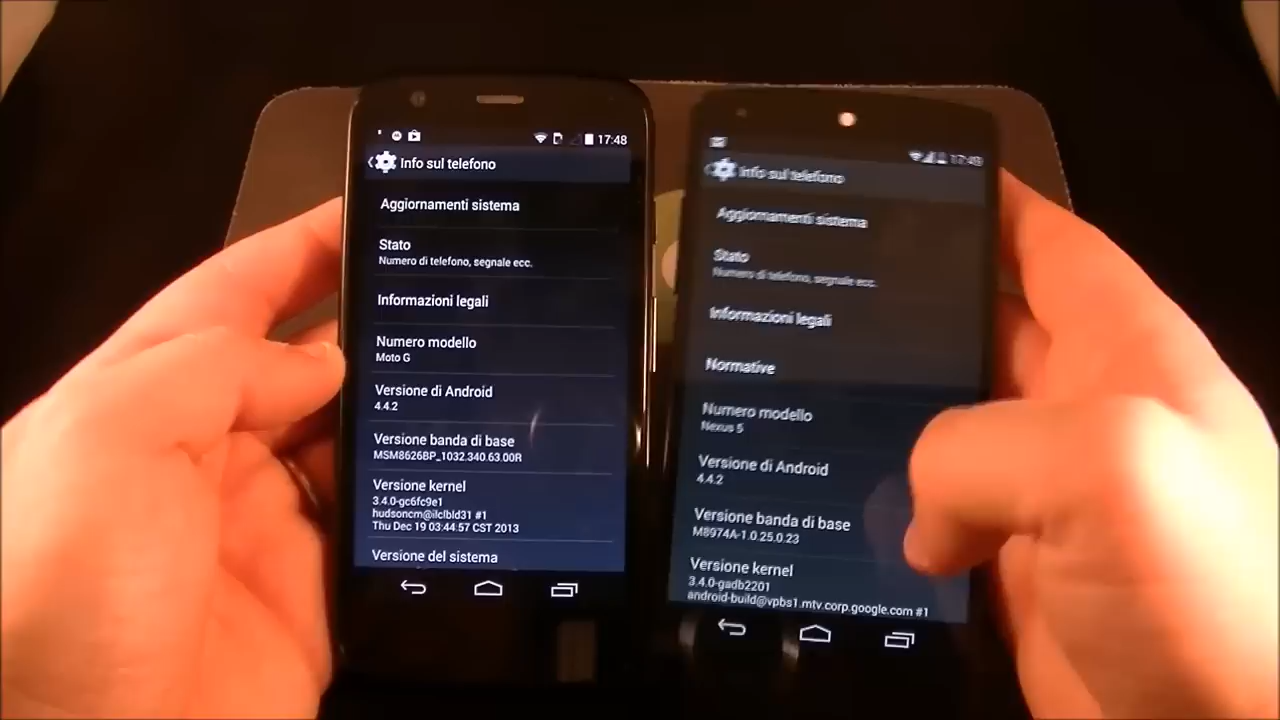 17:48
Info sul telefono
Aggiornamenti sistema
Stato
Numero di telefono, segnale ecc.
Informazioni legali
Numero modello
Moto G
Versione di Android
4.4.2
Versione banda di base
MSM8626BP_1032.340.63.00R
Versione kernel
3.4.0-gc6fc9e1
hudsoncm@ilclbld31 #1
Thu Dec 19 03:44:57 CST 2013
Versione del sistema
17:48
Info sul telefono
Aggiornamenti sistema
Stato
Numero di telefono, segnale ecc.
Informazioni legali
Normative
Numero modello
Nexus 5
Versione di Android
4.4.2
Versione banda di base
M8974A-1.0.25.0.23
Versione kernel
3.4.0-gadb2201
android-build@vpbs1.mtv.corp.google.com #1